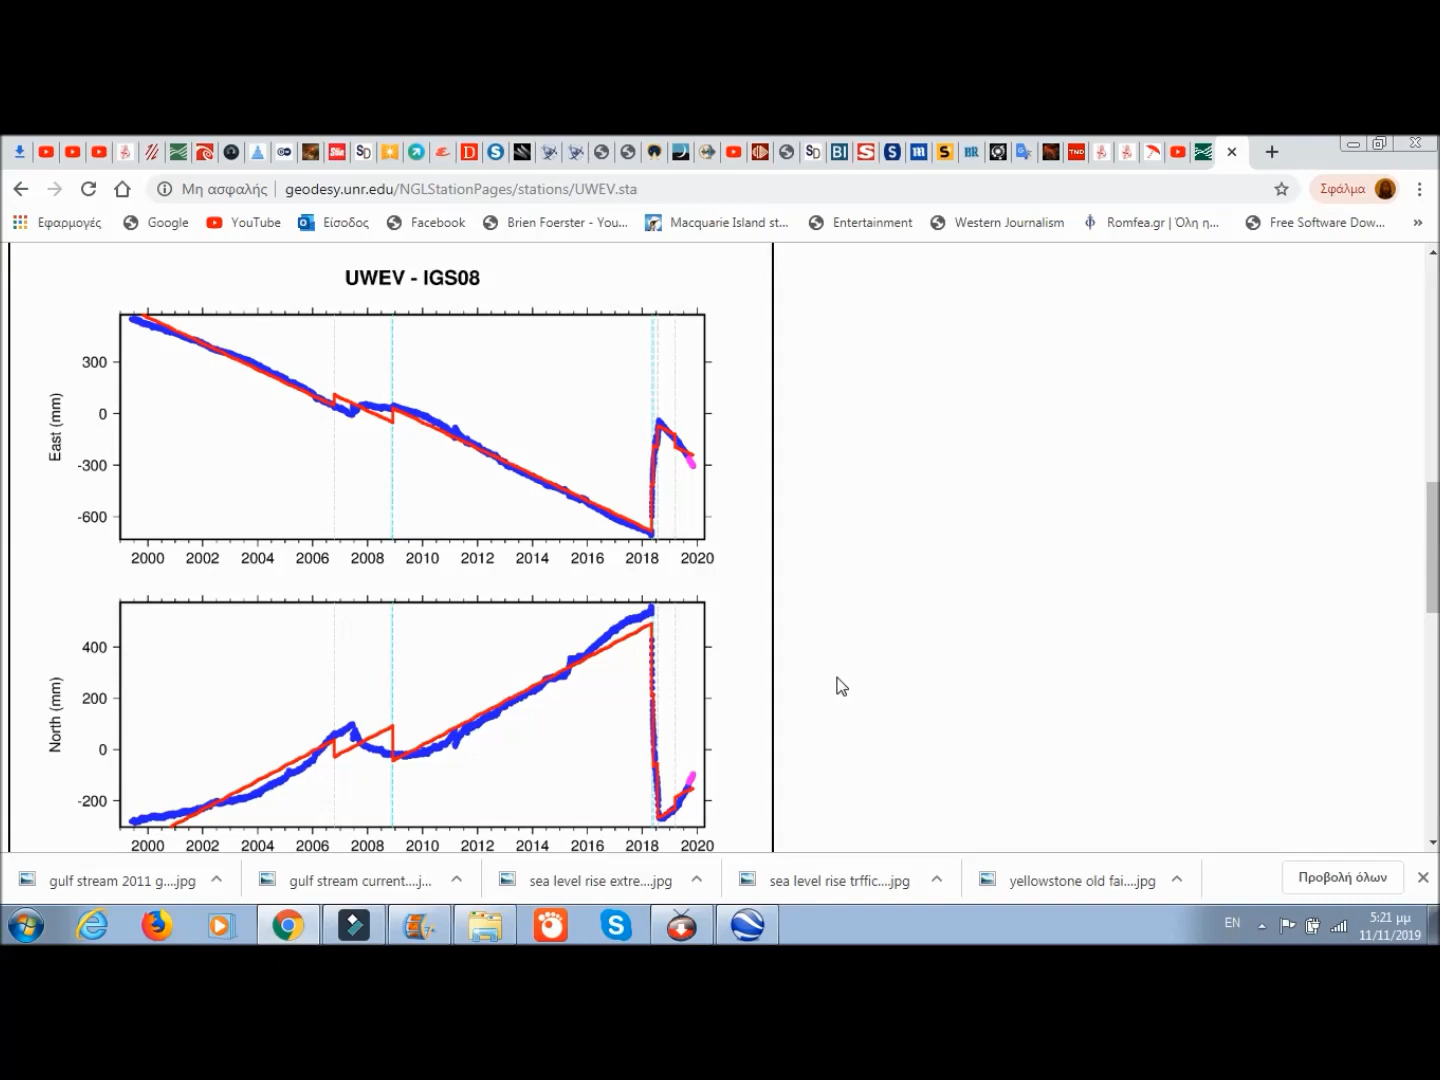 SD
D
S
SD
BI
S
S
m
S
BR
TND
Μη ασφαλής
geodesy.unr.edu/NGLStationPages/stations/UWEV.sta
Σφάλμα
Εφαρμογές
Google
YouTube
Είσοδος
Facebook
Brien Foerster - You...
Macquarie Island st...
Entertainment
Western Journalism
Romfea.gr | Όλη η...
Free Software Dow...
»
UWEV - IGS08
East (mm)
300
0
-300
-600
2000 2002 2004 2006 2008 2010 2012 2014 2016 2018 2020
North (mm)
400
200
0
-200
2000 2002 2004 2006 2008 2010 2012 2014 2016 2018 2020
gulf stream 2011 g....jpg
gulf stream current....j...
sea level rise extre....jpg
sea level rise trffic....jpg
yellowstone old fai....jpg
Προβολή όλων
EN
5:21 μμ
11/11/2019